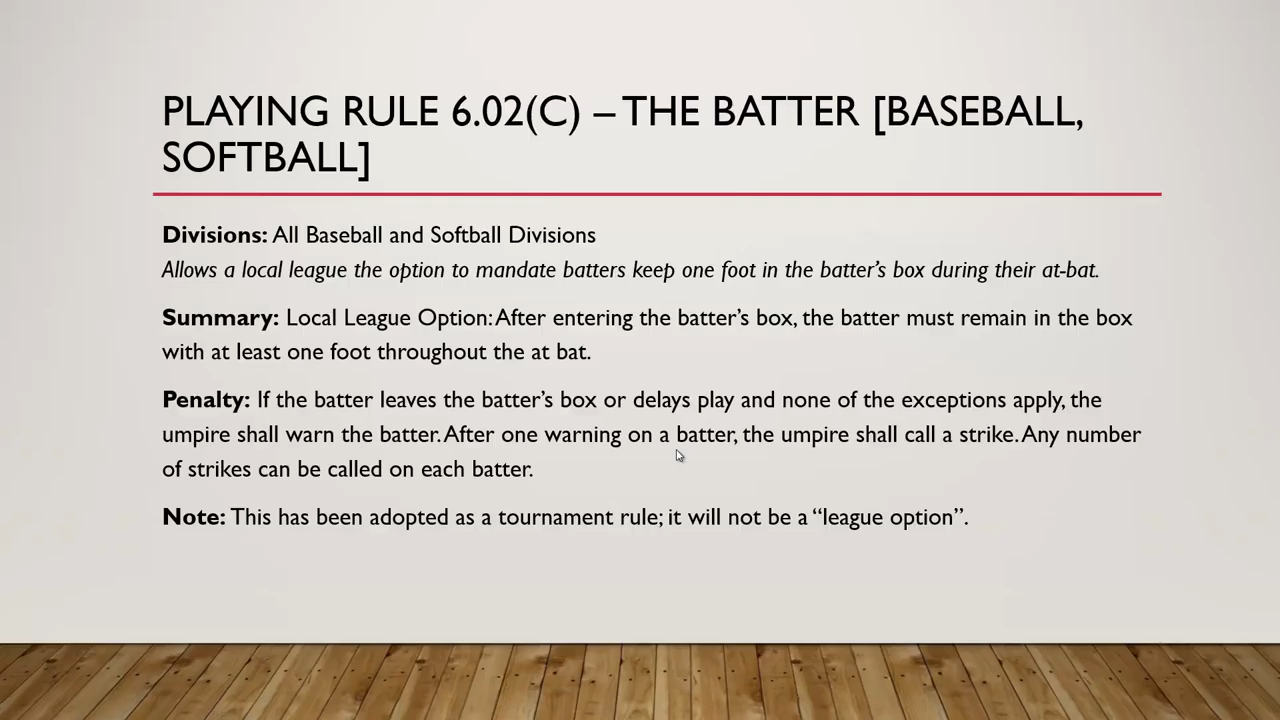 PLAYING RULE 6.02(C) – THE BATTER [BASEBALL,
SOFTBALL]
Divisions: All Baseball and Softball Divisions
Allows a local league the option to mandate batters keep one foot in the batter’s box during their at-bat.
Summary: Local League Option: After entering the batter’s box, the batter must remain in the box
with at least one foot throughout the at bat.
Penalty: If the batter leaves the batter’s box or delays play and none of the exceptions apply, the
umpire shall warn the batter. After one warning on a batter, the umpire shall call a strike. Any number
of strikes can be called on each batter.
Note: This has been adopted as a tournament rule; it will not be a “league option”.